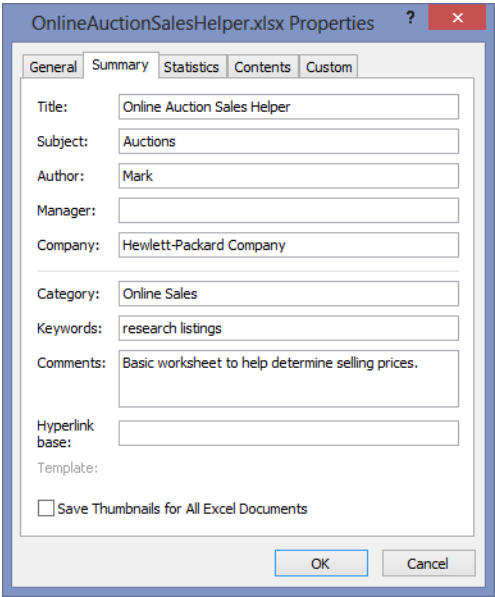 OnlineAuctionSalesHelper.xlsx Properties ? ×
General Summary Statistics Contents Custom
Title: Online Auction Sales Helper
Subject: Auctions
Author: Mark
Manager:
Company: Hewlett-Packard Company
Category: Online Sales
Keywords: research listings
Comments: Basic worksheet to help determine selling prices.
Hyperlink
base:
Template:
Save Thumbnails for All Excel Documents
OK Cancel